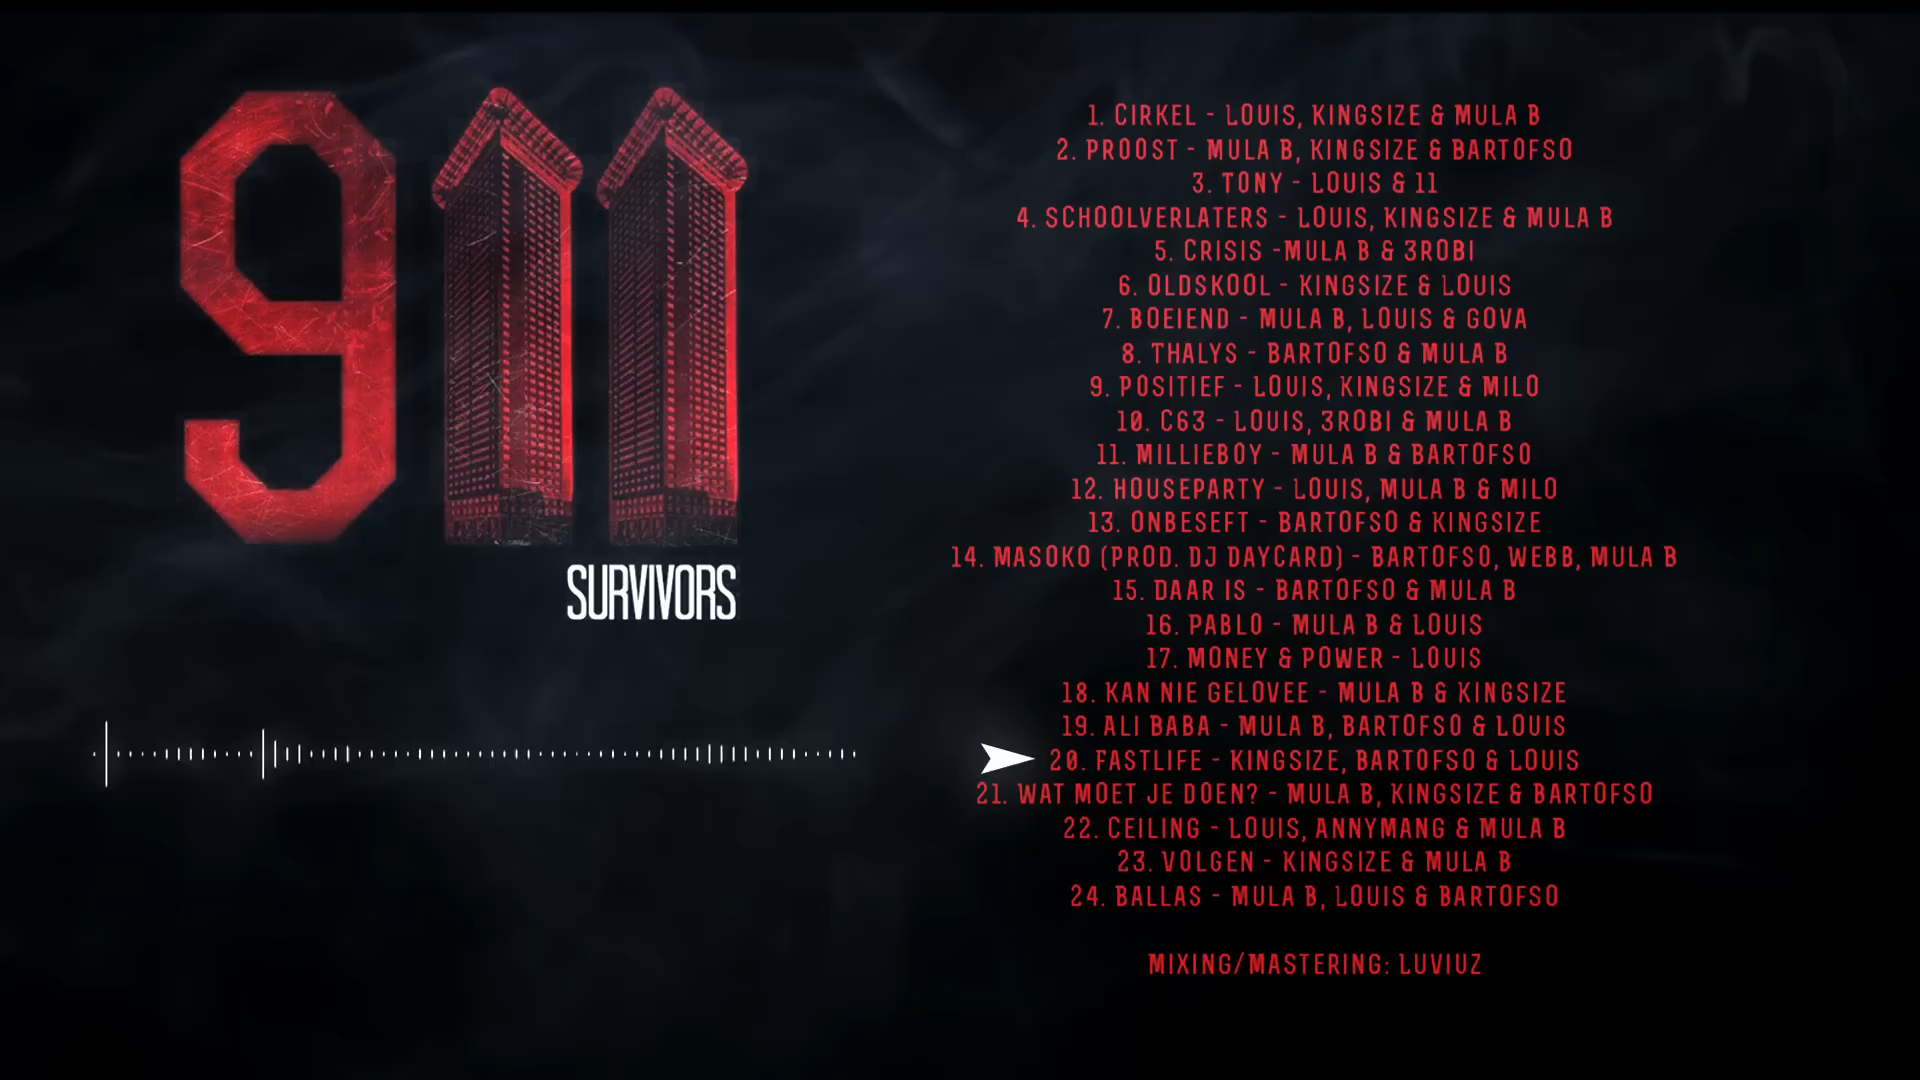 911
SURVIVORS
1. CIRKEL - LOUIS, KINGSIZE & MULA B
2. PROOST - MULA B, KINGSIZE & BARTOFSO
3. TONY - LOUIS & 11
4. SCHOOLVERLATERS - LOUIS, KINGSIZE & MULA B
5. CRISIS -MULA B & 3ROBI
6. OLDSKOOL - KINGSIZE & LOUIS
7. BOEIEND - MULA B, LOUIS & GOVA
8. THALYS - BARTOFSO & MULA B
9. POSITIEF - LOUIS, KINGSIZE & MILO
10. C63 - LOUIS, 3ROBI & MULA B
11. MILLIEBOY - MULA B & BARTOFSO
12. HOUSEPARTY - LOUIS, MULA B & MILO
13. ONBESEFT - BARTOFSO & KINGSIZE
14. MASOKO (PROD. DJ DAYCARD) - BARTOFSO, WEBB, MULA B
15. DAAR IS - BARTOFSO & MULA B
16. PABLO - MULA B & LOUIS
17. MONEY & POWER - LOUIS
18. KAN NIE GELOVEE - MULA B & KINGSIZE
19. ALI BABA - MULA B, BARTOFSO & LOUIS
20. FASTLIFE - KINGSIZE, BARTOFSO & LOUIS
21. WAT MOET JE DOEN? - MULA B, KINGSIZE & BARTOFSO
22. CEILING - LOUIS, ANNYMANG & MULA B
23. VOLGEN - KINGSIZE & MULA B
24. BALLAS - MULA B, LOUIS & BARTOFSO
MIXING/MASTERING: LUVIUZ